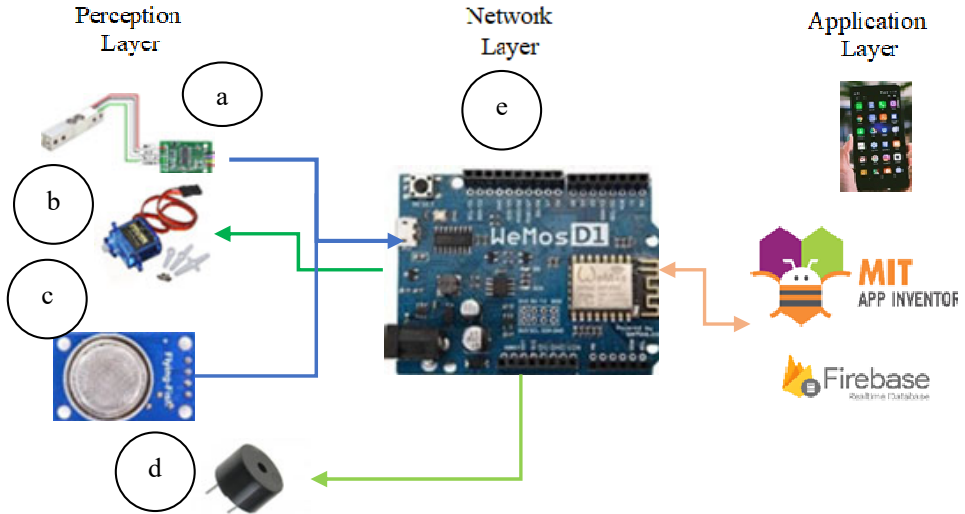 Perception
Layer
Network
Layer
Application
Layer
a
e
b
WeMos D1
MIT
APP INVENTOR
c
Firebase
Realtime Database
d